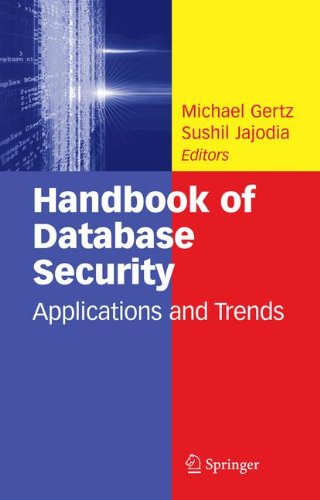 Michael Gertz
Sushil Jajodia
Editors
Handbook of
Database
Security
Applications and Trends
Springer